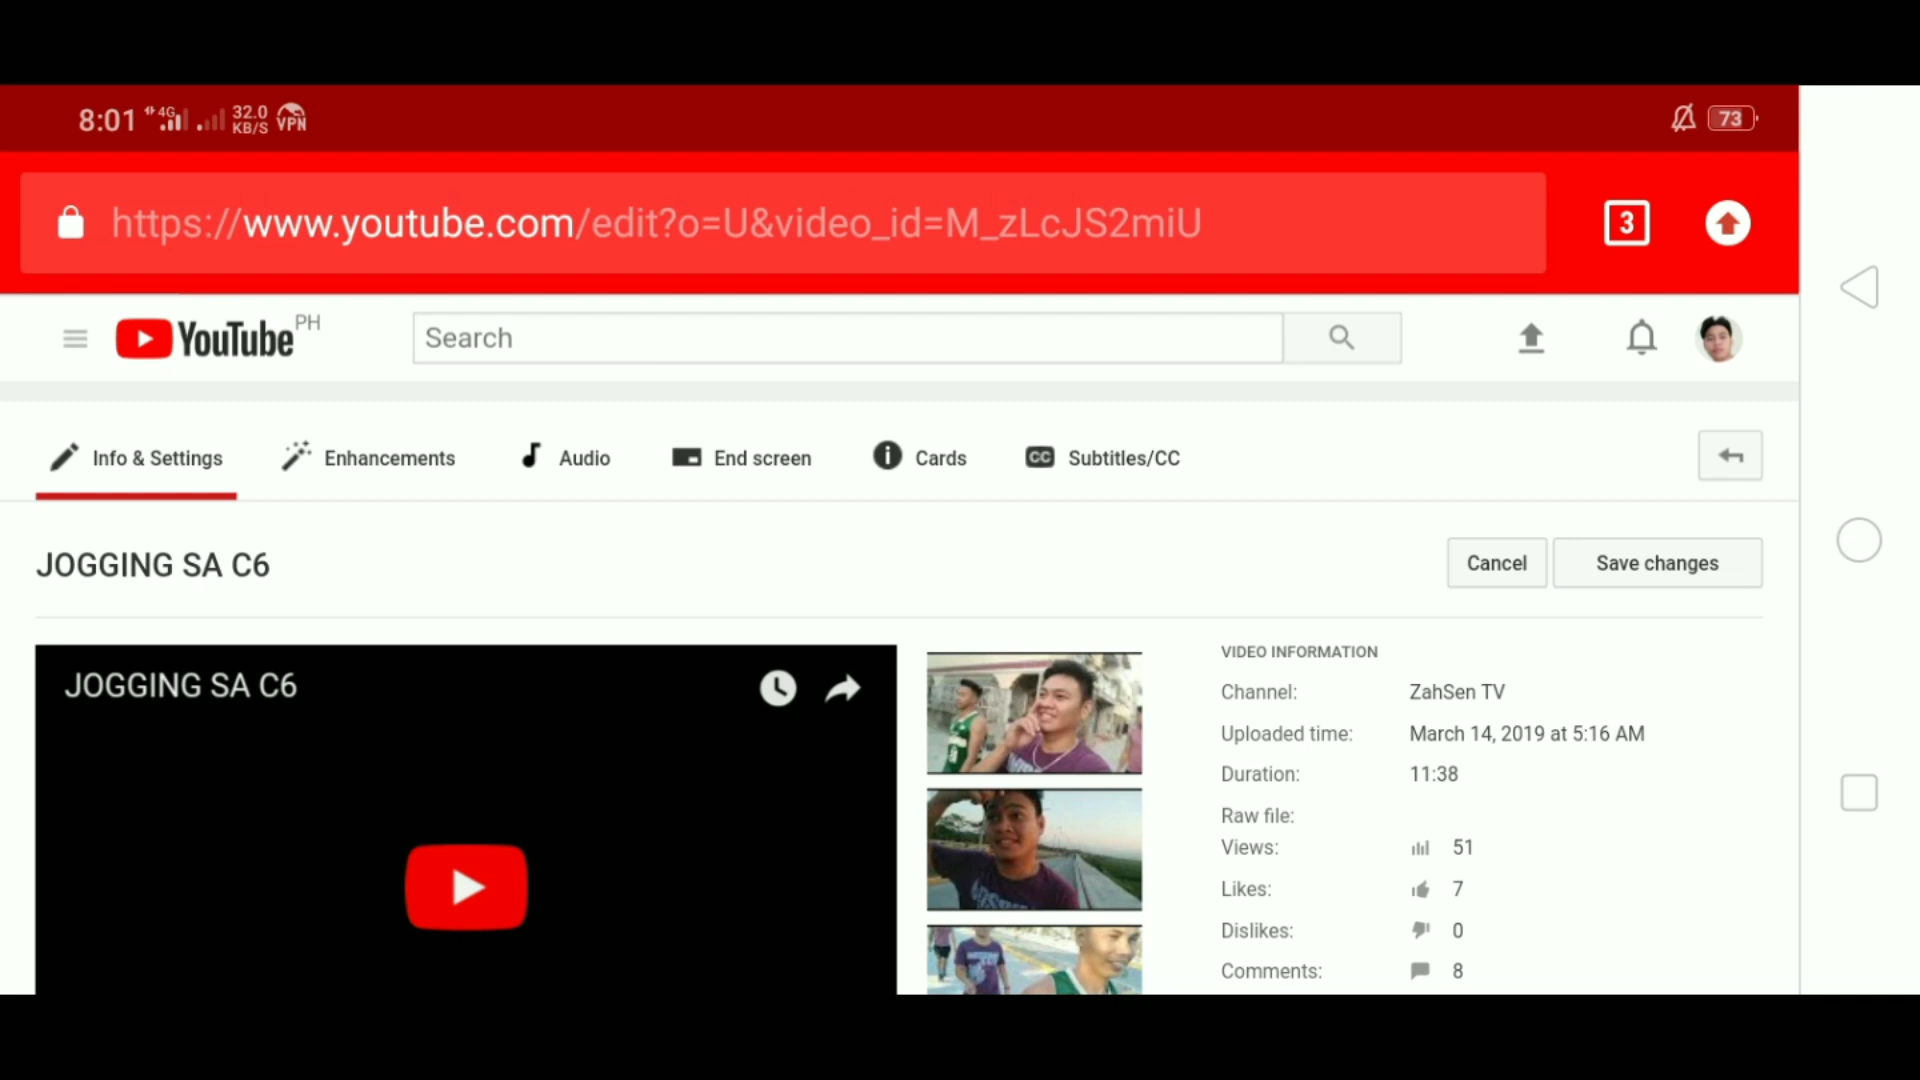 8:01 4G 32.0 KB/S VPN 73
https://www.youtube.com/edit?o=U&video_id=M_zLcJS2miU 3
YouTube PH Search
Info & Settings Enhancements Audio End screen Cards CC Subtitles/CC
JOGGING SA C6 Cancel Save changes
JOGGING SA C6
VIDEO INFORMATION
Channel: ZahSen TV
Uploaded time: March 14, 2019 at 5:16 AM
Duration: 11:38
Raw file:
Views: 51
Likes: 7
Dislikes: 0
Comments: 8